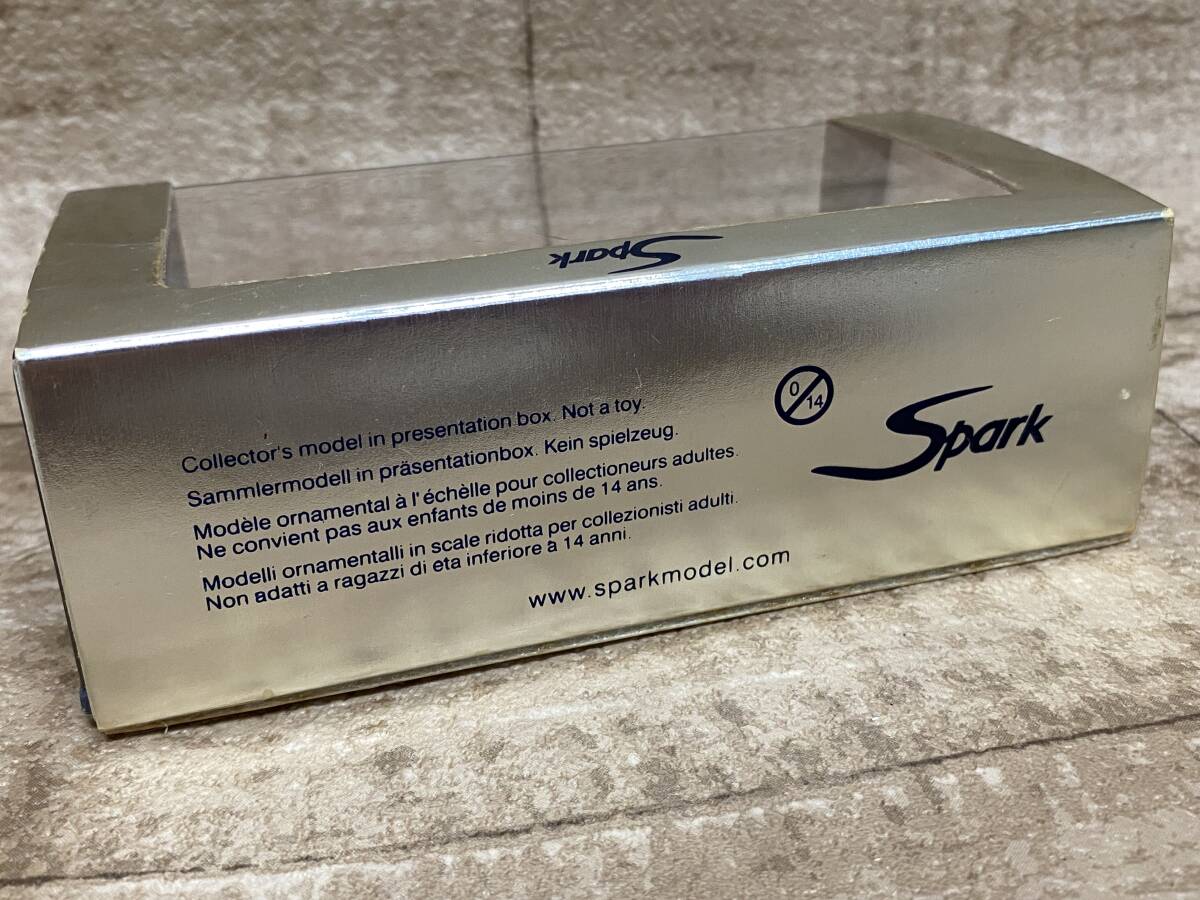 Spark
Collector's model in presentation box. Not a toy.
Sammlermodell in präsentationbox. Kein spielzeug.
Modèle ornamental à l'échèlle pour collectioneurs adultes.
Ne convient pas aux enfants de moins de 14 ans.
Modelli ornamentalli in scale ridotta per collezionisti adulti.
Non adatti a ragazzi di eta inferiore à 14 anni.
www.sparkmodel.com
0
14
Spark